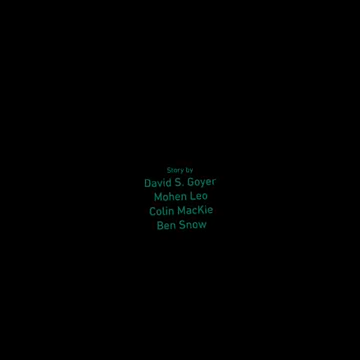 Story by
David S. Goyer
Mohen Leo
Colin MacKie
Ben Snow